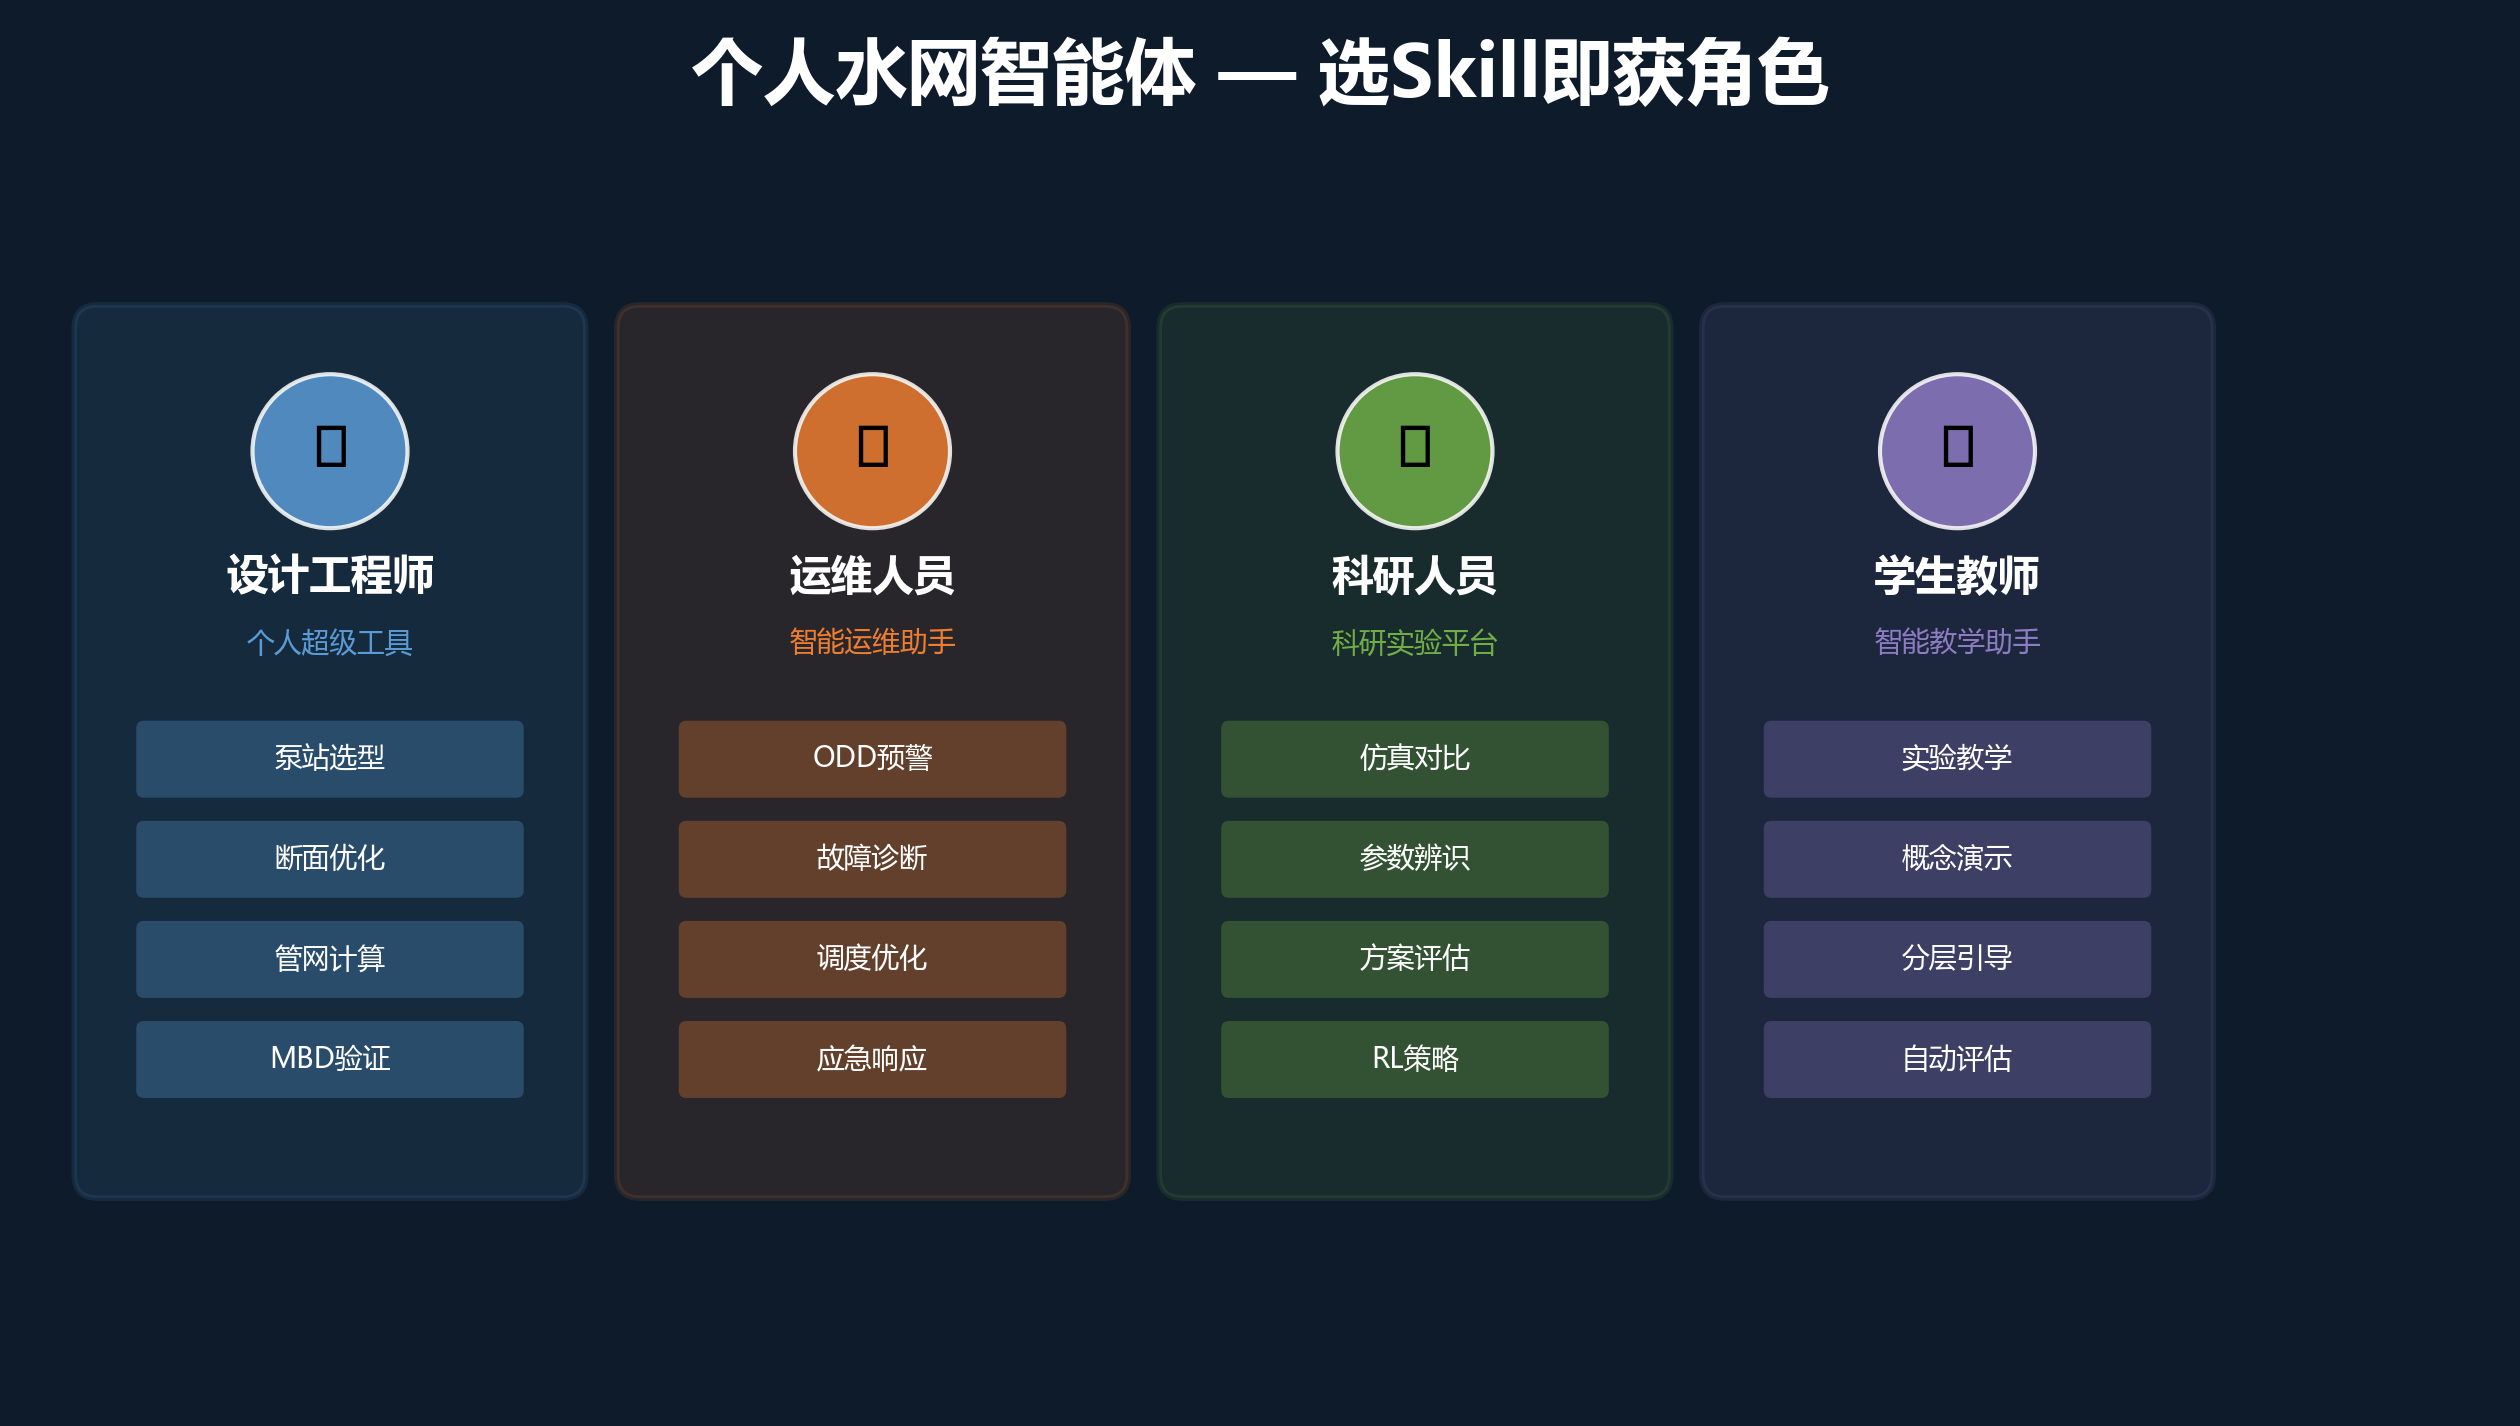 个人水网智能体 — 选Skill即获角色
设计工程师
个人超级工具
泵站选型
断面优化
管网计算
MBD验证
运维人员
智能运维助手
ODD预警
故障诊断
调度优化
应急响应
科研人员
科研实验平台
仿真对比
参数辨识
方案评估
RL策略
学生教师
智能教学助手
实验教学
概念演示
分层引导
自动评估